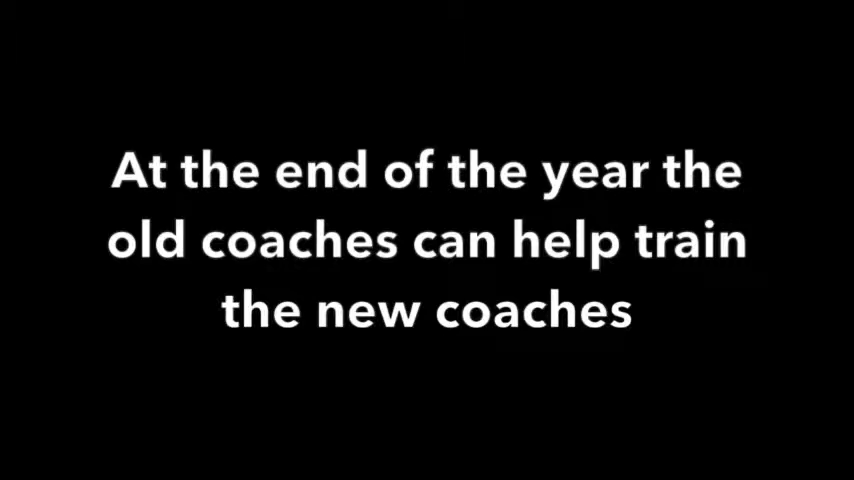 At the end of the year the
old coaches can help train
the new coaches